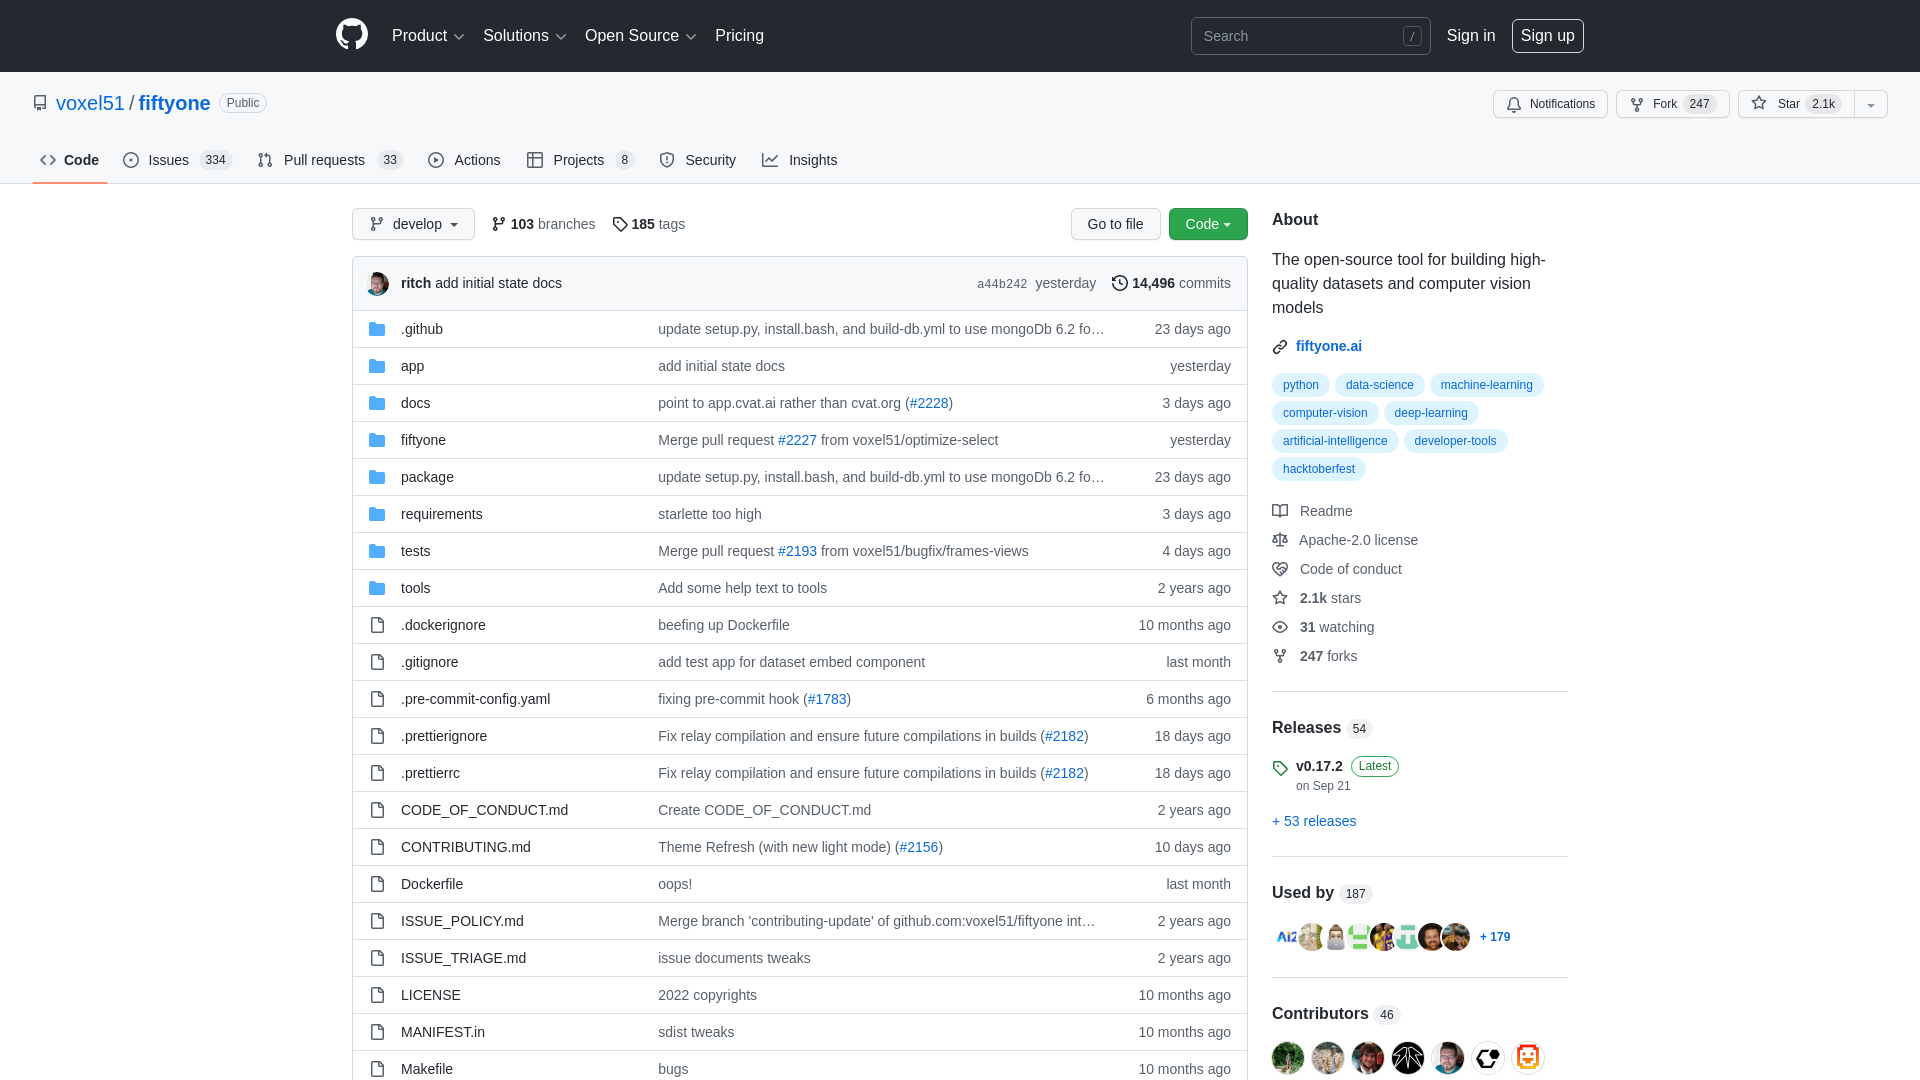 Product Solutions Open Source Pricing Search / Sign in Sign up
voxel51 / fiftyone Public Notifications Fork 247 Star 2.1k
Code Issues 334 Pull requests 33 Actions Projects 8 Security Insights
develop 103 branches 185 tags Go to file Code
ritch add initial state docs a44b242 yesterday 14,496 commits
.github update setup.py, install.bash, and build-db.yml to use mongoDb 6.2 fo… 23 days ago
app add initial state docs yesterday
docs point to app.cvat.ai rather than cvat.org (#2228) 3 days ago
fiftyone Merge pull request #2227 from voxel51/optimize-select yesterday
package update setup.py, install.bash, and build-db.yml to use mongoDb 6.2 fo… 23 days ago
requirements starlette too high 3 days ago
tests Merge pull request #2193 from voxel51/bugfix/frames-views 4 days ago
tools Add some help text to tools 2 years ago
.dockerignore beefing up Dockerfile 10 months ago
.gitignore add test app for dataset embed component last month
.pre-commit-config.yaml fixing pre-commit hook (#1783) 6 months ago
.prettierignore Fix relay compilation and ensure future compilations in builds (#2182) 18 days ago
.prettierrc Fix relay compilation and ensure future compilations in builds (#2182) 18 days ago
CODE_OF_CONDUCT.md Create CODE_OF_CONDUCT.md 2 years ago
CONTRIBUTING.md Theme Refresh (with new light mode) (#2156) 10 days ago
Dockerfile oops! last month
ISSUE_POLICY.md Merge branch 'contributing-update' of github.com:voxel51/fiftyone int… 2 years ago
ISSUE_TRIAGE.md issue documents tweaks 2 years ago
LICENSE 2022 copyrights 10 months ago
MANIFEST.in sdist tweaks 10 months ago
Makefile bugs 10 months ago
About
The open-source tool for building high-
quality datasets and computer vision
models
fiftyone.ai
python data-science machine-learning
computer-vision deep-learning
artificial-intelligence developer-tools
hacktoberfest
Readme
Apache-2.0 license
Code of conduct
2.1k stars
31 watching
247 forks
Releases 54
v0.17.2 Latest
on Sep 21
+ 53 releases
Used by 187
AI2 + 179
Contributors 46